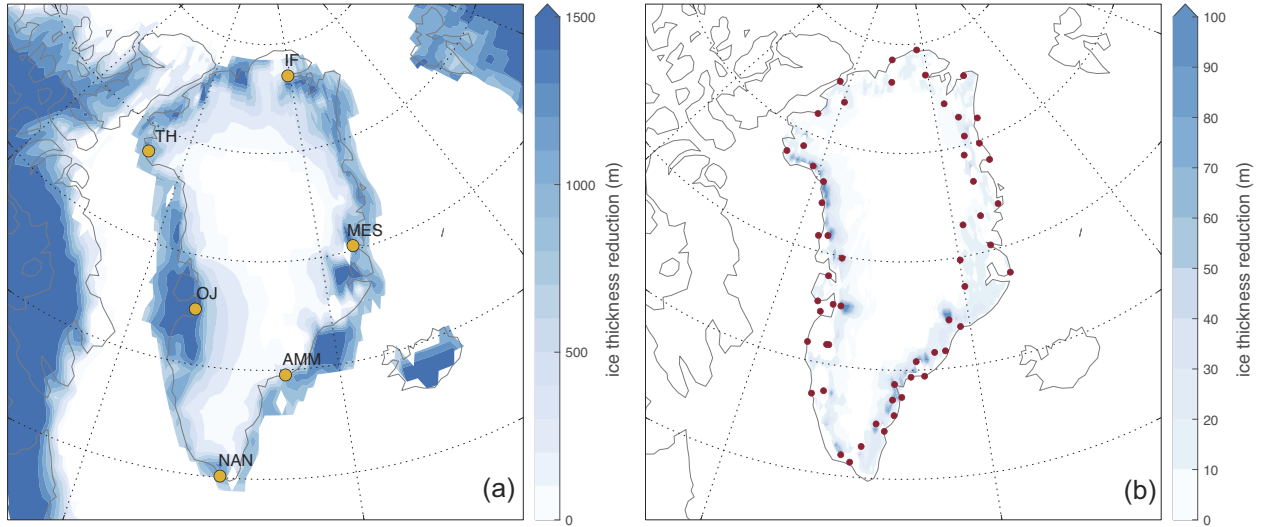 IF
TH
MES
OJ
AMM
NAN
(a)
1500
1000
500
0
ice thickness reduction (m)
(b)
100
90
80
70
60
50
40
30
20
10
0
ice thickness reduction (m)